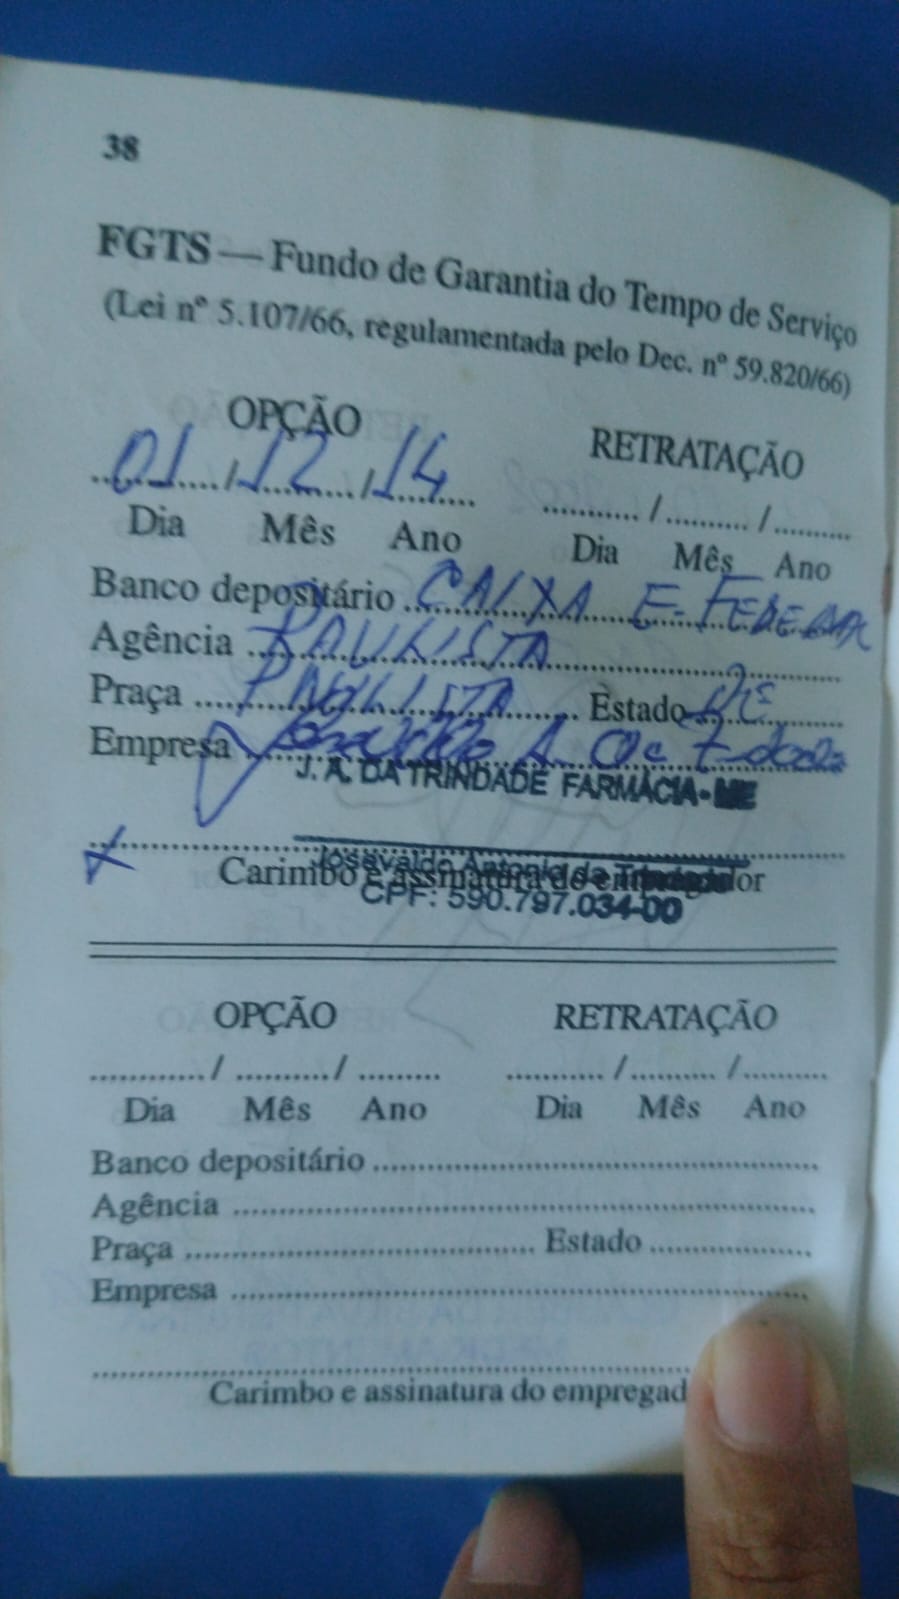 38
FGTS — Fundo de Garantia do Tempo de Serviço
(Lei nº 5.107/66, regulamentada pelo Dec. nº 59.820/66)
OPÇÃO RETRATAÇÃO
01/12/14 ........../........../..........
Dia Mês Ano Dia Mês Ano
Banco depositário CAIXA E. FEDERAL
Agência PAULISTA
Praça PAULISTA Estado PE
Empresa
J. A. DA TRINDADE FARMÁCIA - ME
Josevaldo Antonio da
Carimbo e assinatura do empregador
CPF: 590.797.034-00
OPÇÃO RETRATAÇÃO
........../........../.......... ........../........../..........
Dia Mês Ano Dia Mês Ano
Banco depositário
Agência
Praça Estado
Empresa
Carimbo e assinatura do empregad